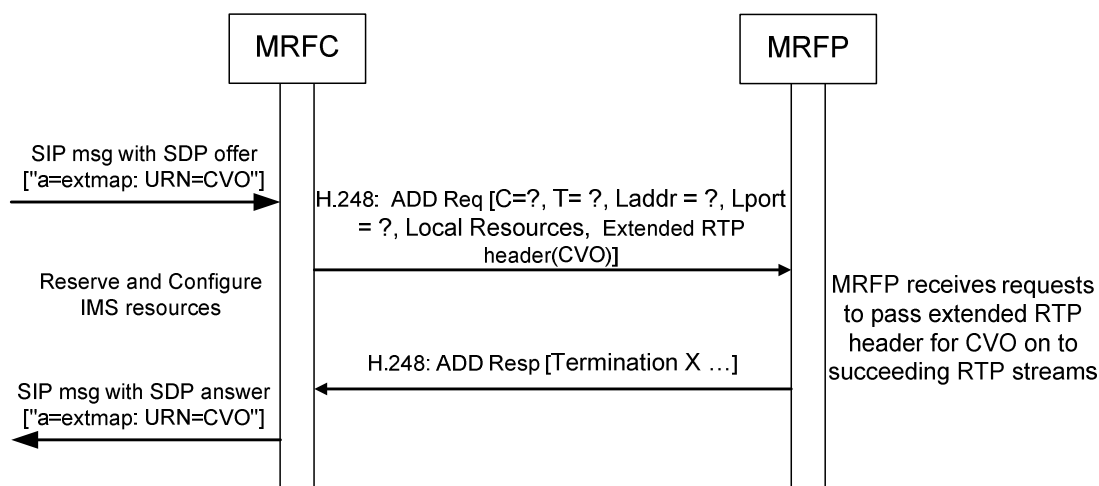 MRFC
MRFP
SIP msg with SDP offer
["a=extmap: URN=CVO"]
H.248: ADD Req [C=?, T= ?, Laddr = ?, Lport
= ?, Local Resources, Extended RTP
header(CVO)]
Reserve and Configure
IMS resources
MRFP receives requests
to pass extended RTP
header for CVO on to
succeeding RTP streams
H.248: ADD Resp [Termination X …]
SIP msg with SDP answer
["a=extmap: URN=CVO"]